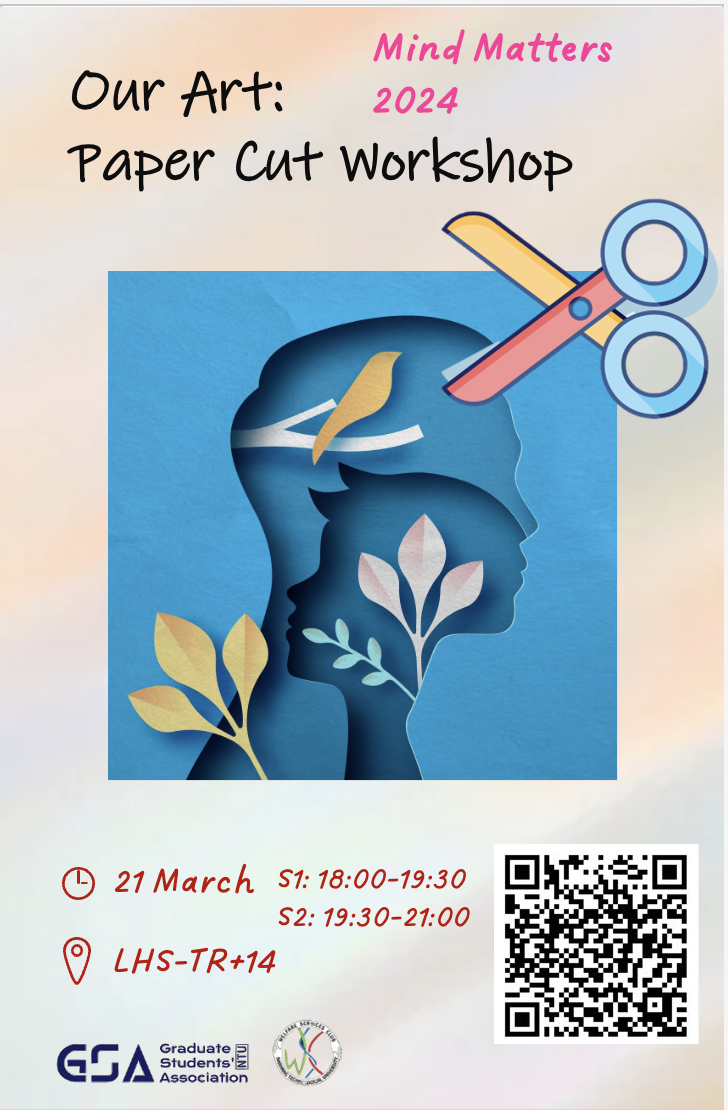 Mind Matters
2024
Our Art:
Paper Cut Workshop
21 March
S1: 18:00-19:30
S2: 19:30-21:00
LHS-TR+14
GSA
Graduate
Students'
Association
NTU
WELFARE SERVICES CLUB
NANYANG TECHNOLOGICAL UNIVERSITY